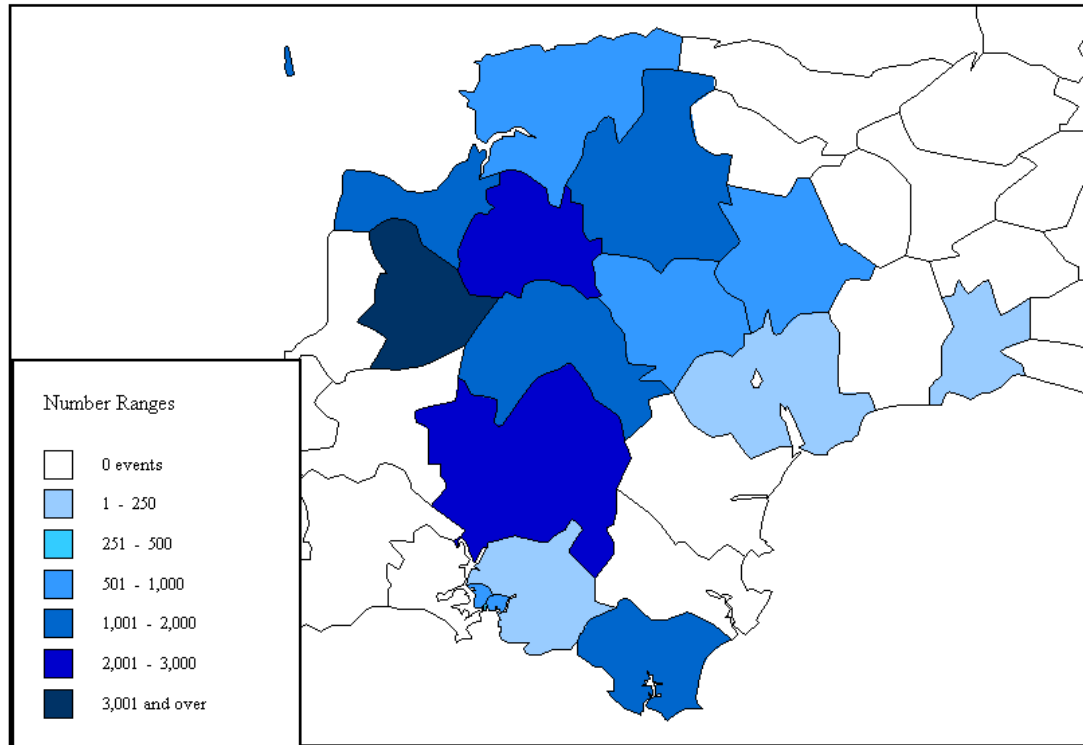 Number Ranges
0 events
1 - 250
251 - 500
501 - 1,000
1,001 - 2,000
2,001 - 3,000
3,001 and over